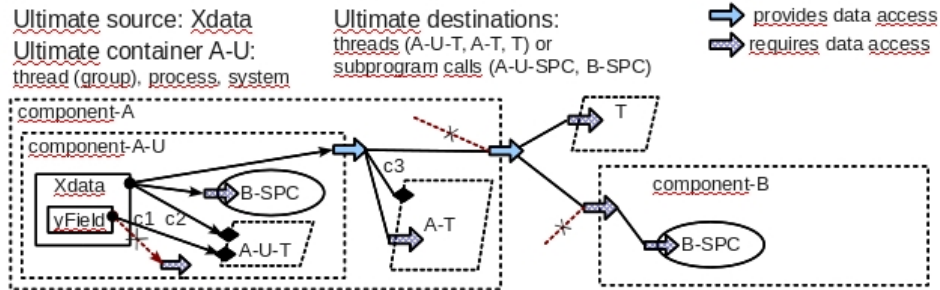 Ultimate source: Xdata
Ultimate container A-U:
thread (group), process, system
Ultimate destinations:
threads (A-U-T, A-T, T) or
subprogram calls (A-U-SPC, B-SPC)
provides data access
requires data access
component-A
component-A-U
Xdata
yField
c1
c2
B-SPC
A-U-T
c3
A-T
T
component-B
B-SPC